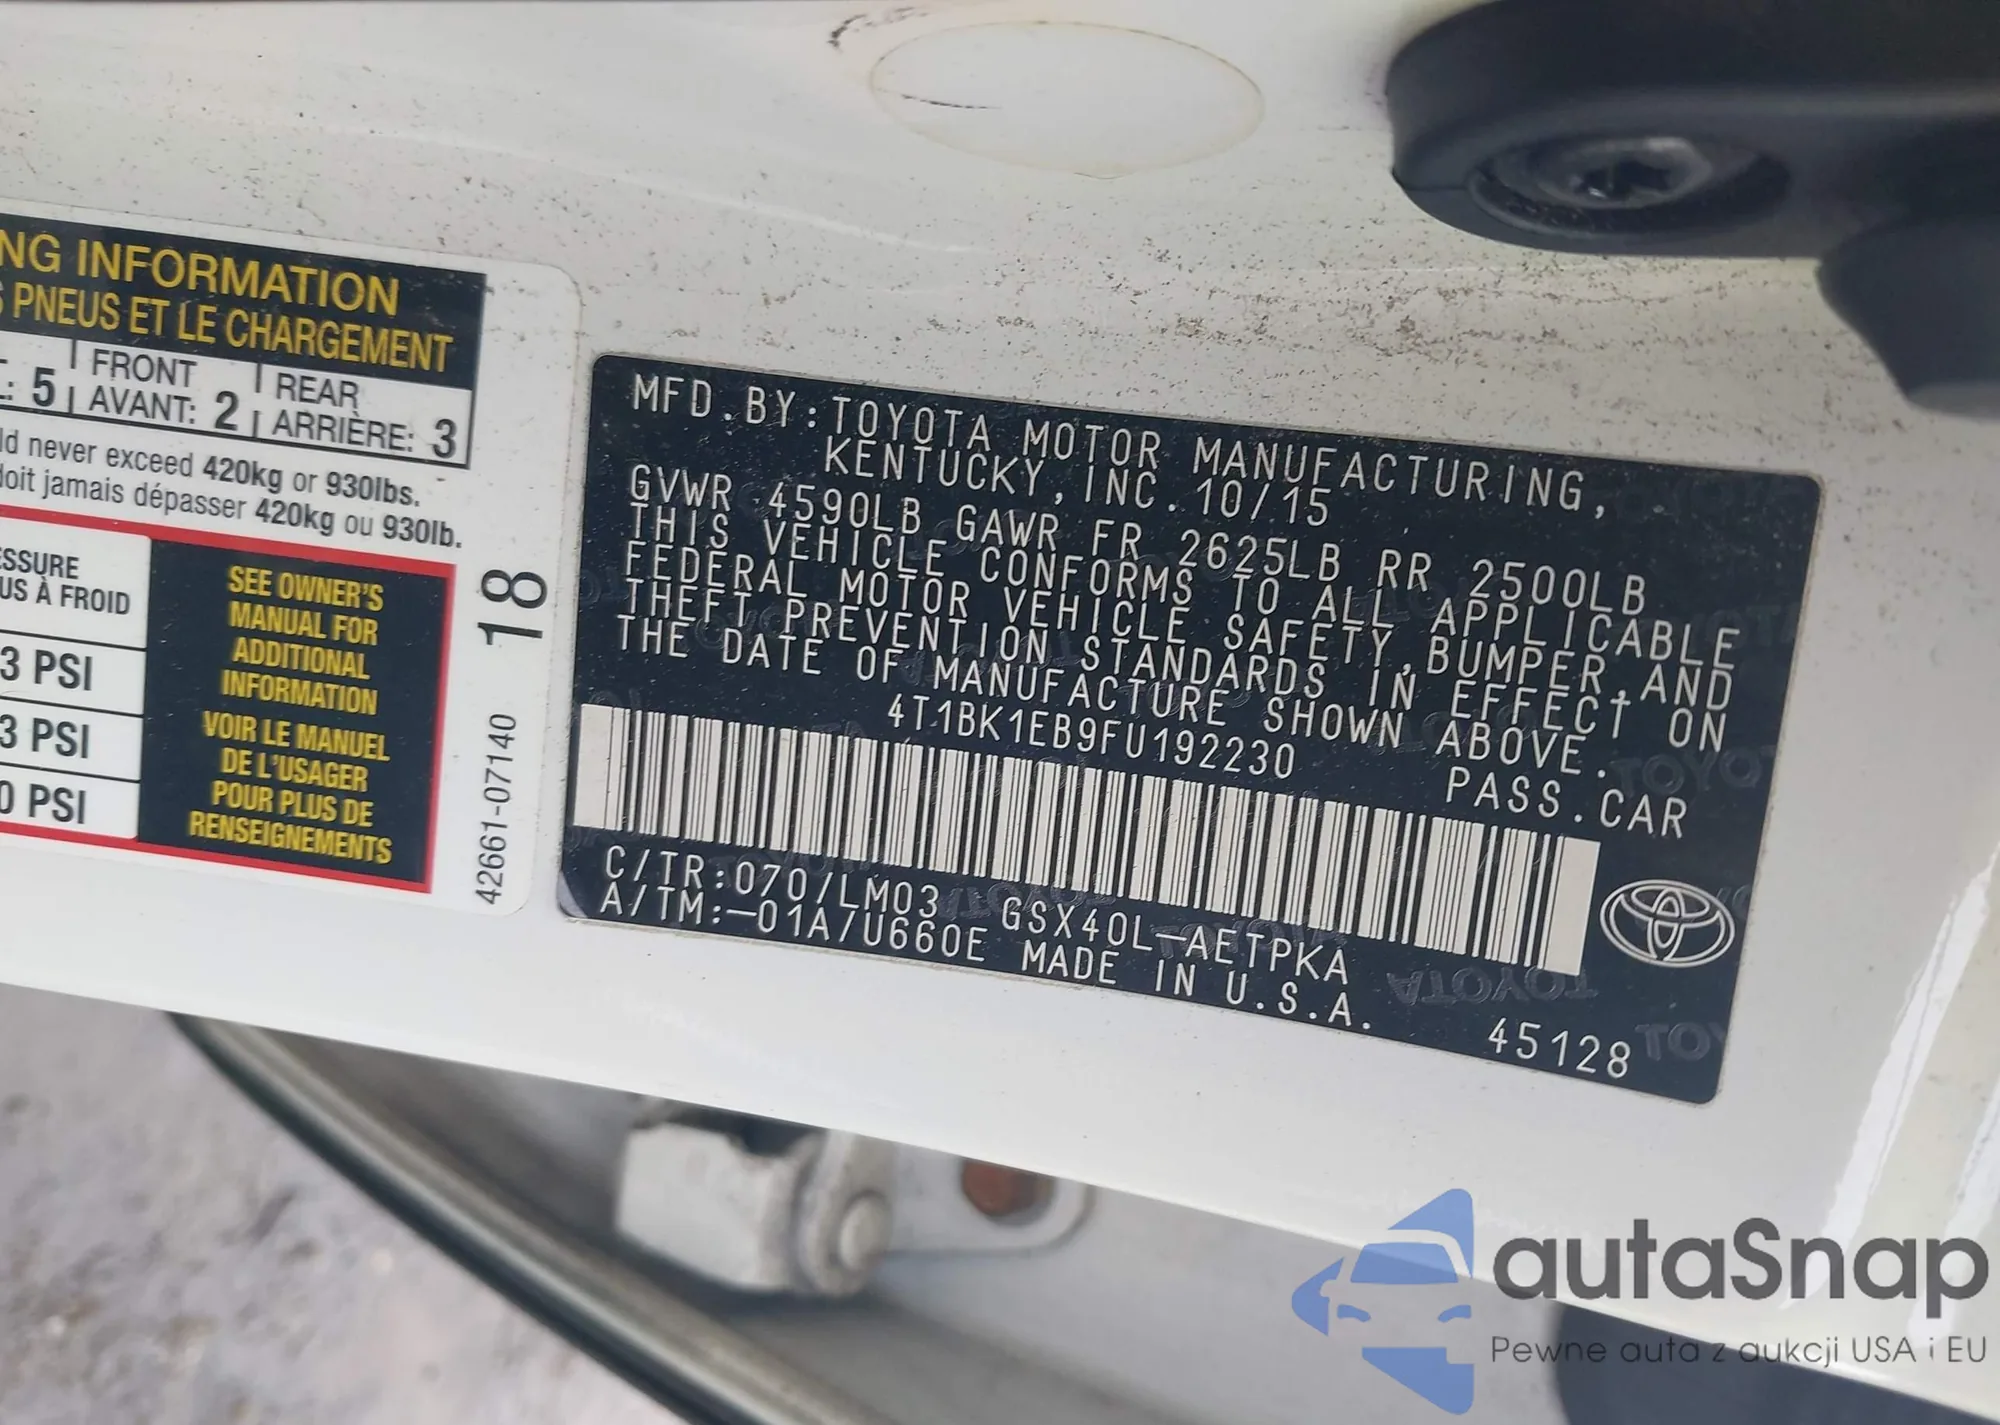 NG INFORMATION
PNEUS ET LE CHARGEMENT
5 FRONT AVANT: 2 REAR ARRIÈRE: 3
never exceed 420kg or 930lbs.
doit jamais dépasser 420kg ou 930lb.
ESSURE
US À FROID
3 PSI
3 PSI
0 PSI
SEE OWNER'S
MANUAL FOR
ADDITIONAL
INFORMATION
VOIR LE MANUEL
DE L'USAGER
POUR PLUS DE
RENSEIGNEMENTS
42661-07140 18
MFD.BY:TOYOTA MOTOR MANUFACTURING,
KENTUCKY,INC.10/15
GVWR 4590LB GAWR FR 2625LB RR 2500LB
THIS VEHICLE CONFORMS TO ALL APPLICABLE
FEDERAL MOTOR VEHICLE SAFETY,BUMPER,AND
THEFT PREVENTION STANDARDS IN EFFECT ON
THE DATE OF MANUFACTURE SHOWN ABOVE.
4T1BK1EB9FU192230 PASS.CAR
C/TR:070/LM03 GSX40L-AETPKA
A/TM:-01A/U660E MADE IN U.S.A.
45128
autaSnap
Pewne auta z aukcji USA i EU